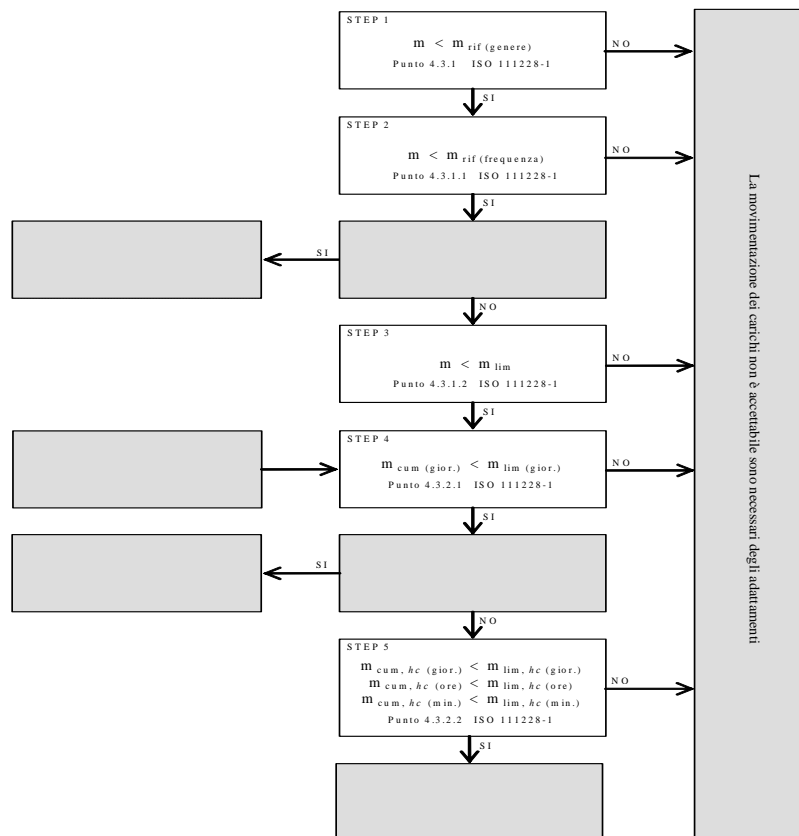 STEP 1
m < m rif (genere)
Punto 4.3.1 ISO 111228-1
NO
SI
STEP 2
m < m rif (frequenza)
Punto 4.3.1.1 ISO 111228-1
NO
SI
SI
NO
STEP 3
m < m lim
Punto 4.3.1.2 ISO 111228-1
NO
SI
STEP 4
m cum (gior.) < m lim (gior.)
Punto 4.3.2.1 ISO 111228-1
NO
SI
SI
NO
STEP 5
m cum, hc (gior.) < m lim, hc (gior.)
m cum, hc (ore) < m lim, hc (ore)
m cum, hc (min.) < m lim, hc (min.)
Punto 4.3.2.2 ISO 111228-1
NO
SI
La movimentazione dei carichi non è accettabile sono necessari degli adattamenti